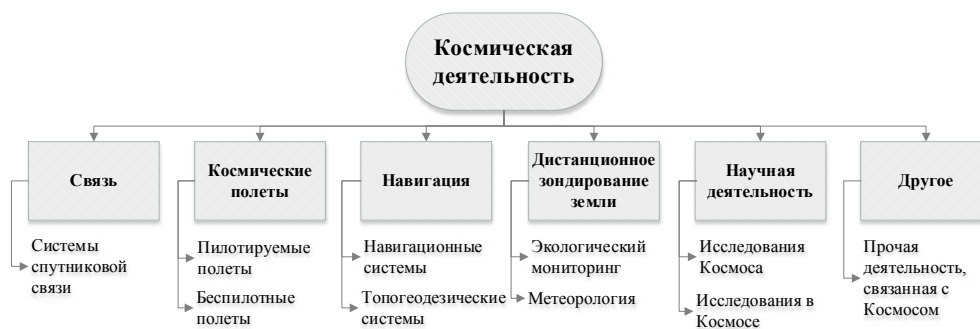 Космическая
деятельность
Связь
Космические
полеты
Навигация
Дистанционное
зондирование
земли
Научная
деятельность
Другое
Системы
спутниковой
связи
Пилотируемые
полеты
Беспилотные
полеты
Навигационные
системы
Топогеодезические
системы
Экологический
мониторинг
Метеорология
Исследования
Космоса
Исследования в
Космосе
Прочая
деятельность,
связанная с
Космосом